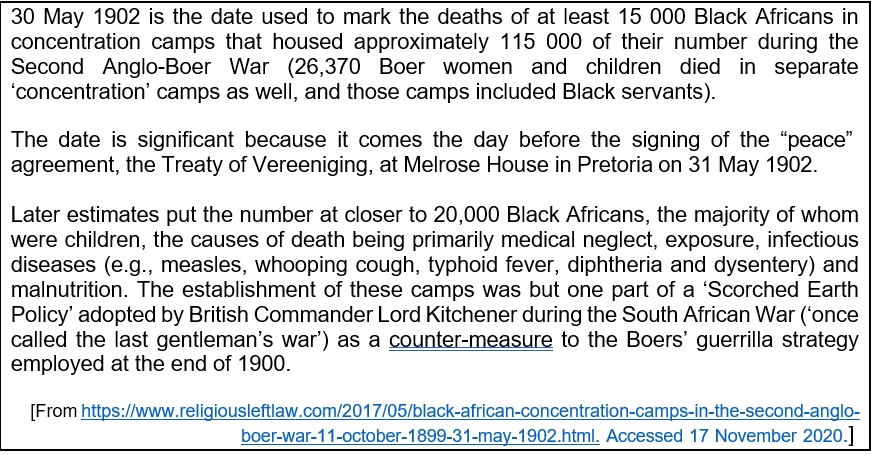 30 May 1902 is the date used to mark the deaths of at least 15 000 Black Africans in
concentration camps that housed approximately 115 000 of their number during the
Second Anglo-Boer War (26,370 Boer women and children died in separate
‘concentration’ camps as well, and those camps included Black servants).
The date is significant because it comes the day before the signing of the “peace”
agreement, the Treaty of Vereeniging, at Melrose House in Pretoria on 31 May 1902.
Later estimates put the number at closer to 20,000 Black Africans, the majority of whom
were children, the causes of death being primarily medical neglect, exposure, infectious
diseases (e.g., measles, whooping cough, typhoid fever, diphtheria and dysentery) and
malnutrition. The establishment of these camps was but one part of a ‘Scorched Earth
Policy’ adopted by British Commander Lord Kitchener during the South African War (‘once
called the last gentleman’s war’) as a counter-measure to the Boers’ guerrilla strategy
employed at the end of 1900.
[From https://www.religiousleftlaw.com/2017/05/black-african-concentration-camps-in-the-second-anglo-
boer-war-11-october-1899-31-may-1902.html. Accessed 17 November 2020.]